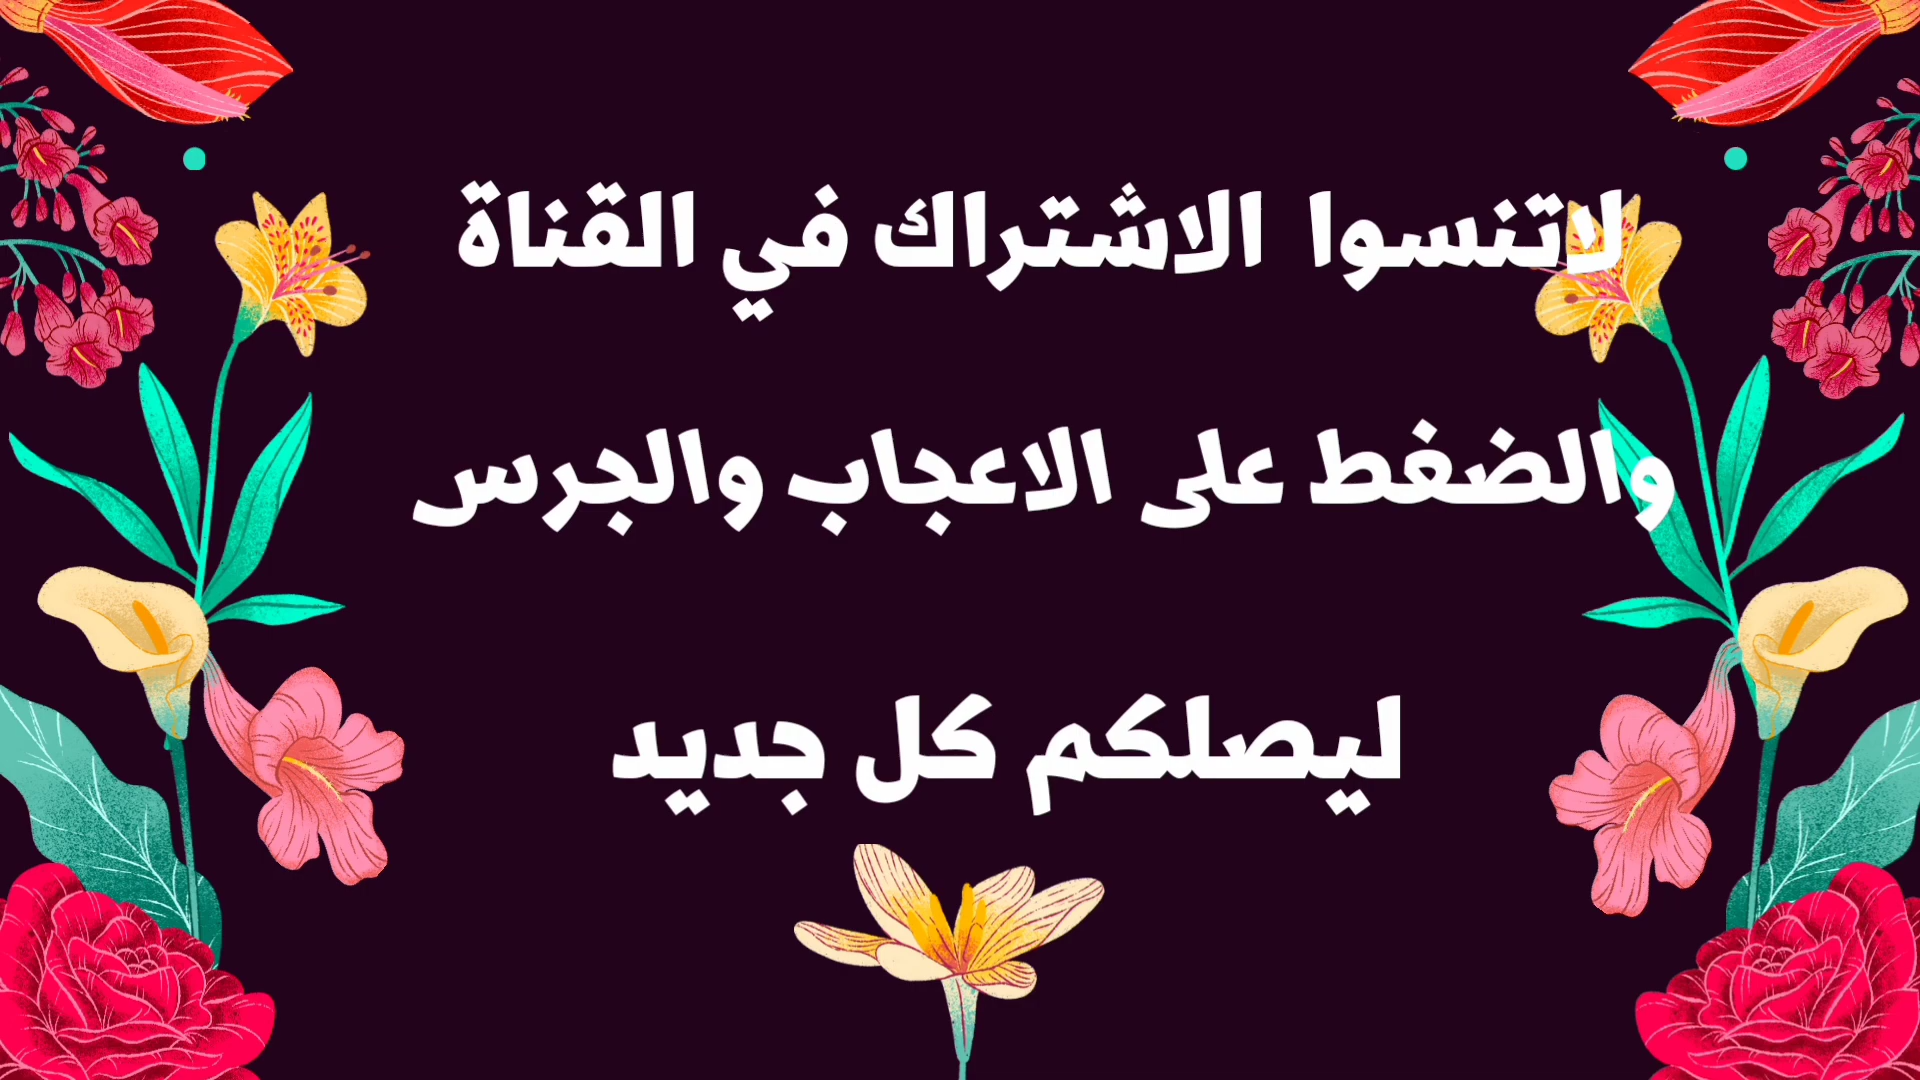 لاتنسوا الاشتراك في القناة
والضغط على الاعجاب والجرس
ليصلكم كل جديد